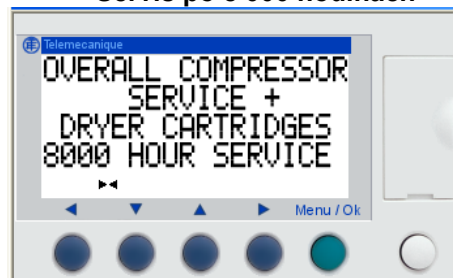 Telemecanique
OVERALL COMPRESSOR
SERVICE +
DRYER CARTRIDGES
8000 HOUR SERVICE
Menu / Ok